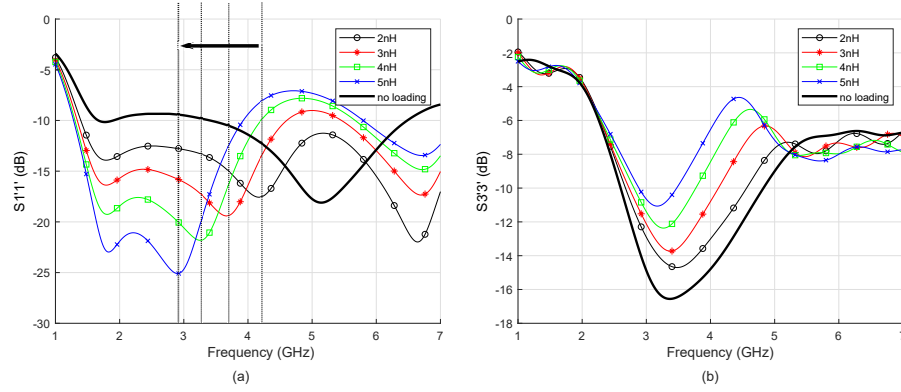 0
-5
-10
-15
-20
-25
-30
S1'1' (dB)
1 2 3 4 5 6 7
Frequency (GHz)
2nH
3nH
4nH
5nH
no loading
(a)
0
-2
-4
-6
-8
-10
-12
-14
-16
-18
S3'3' (dB)
1 2 3 4 5 6 7
Frequency (GHz)
2nH
3nH
4nH
5nH
no loading
(b)